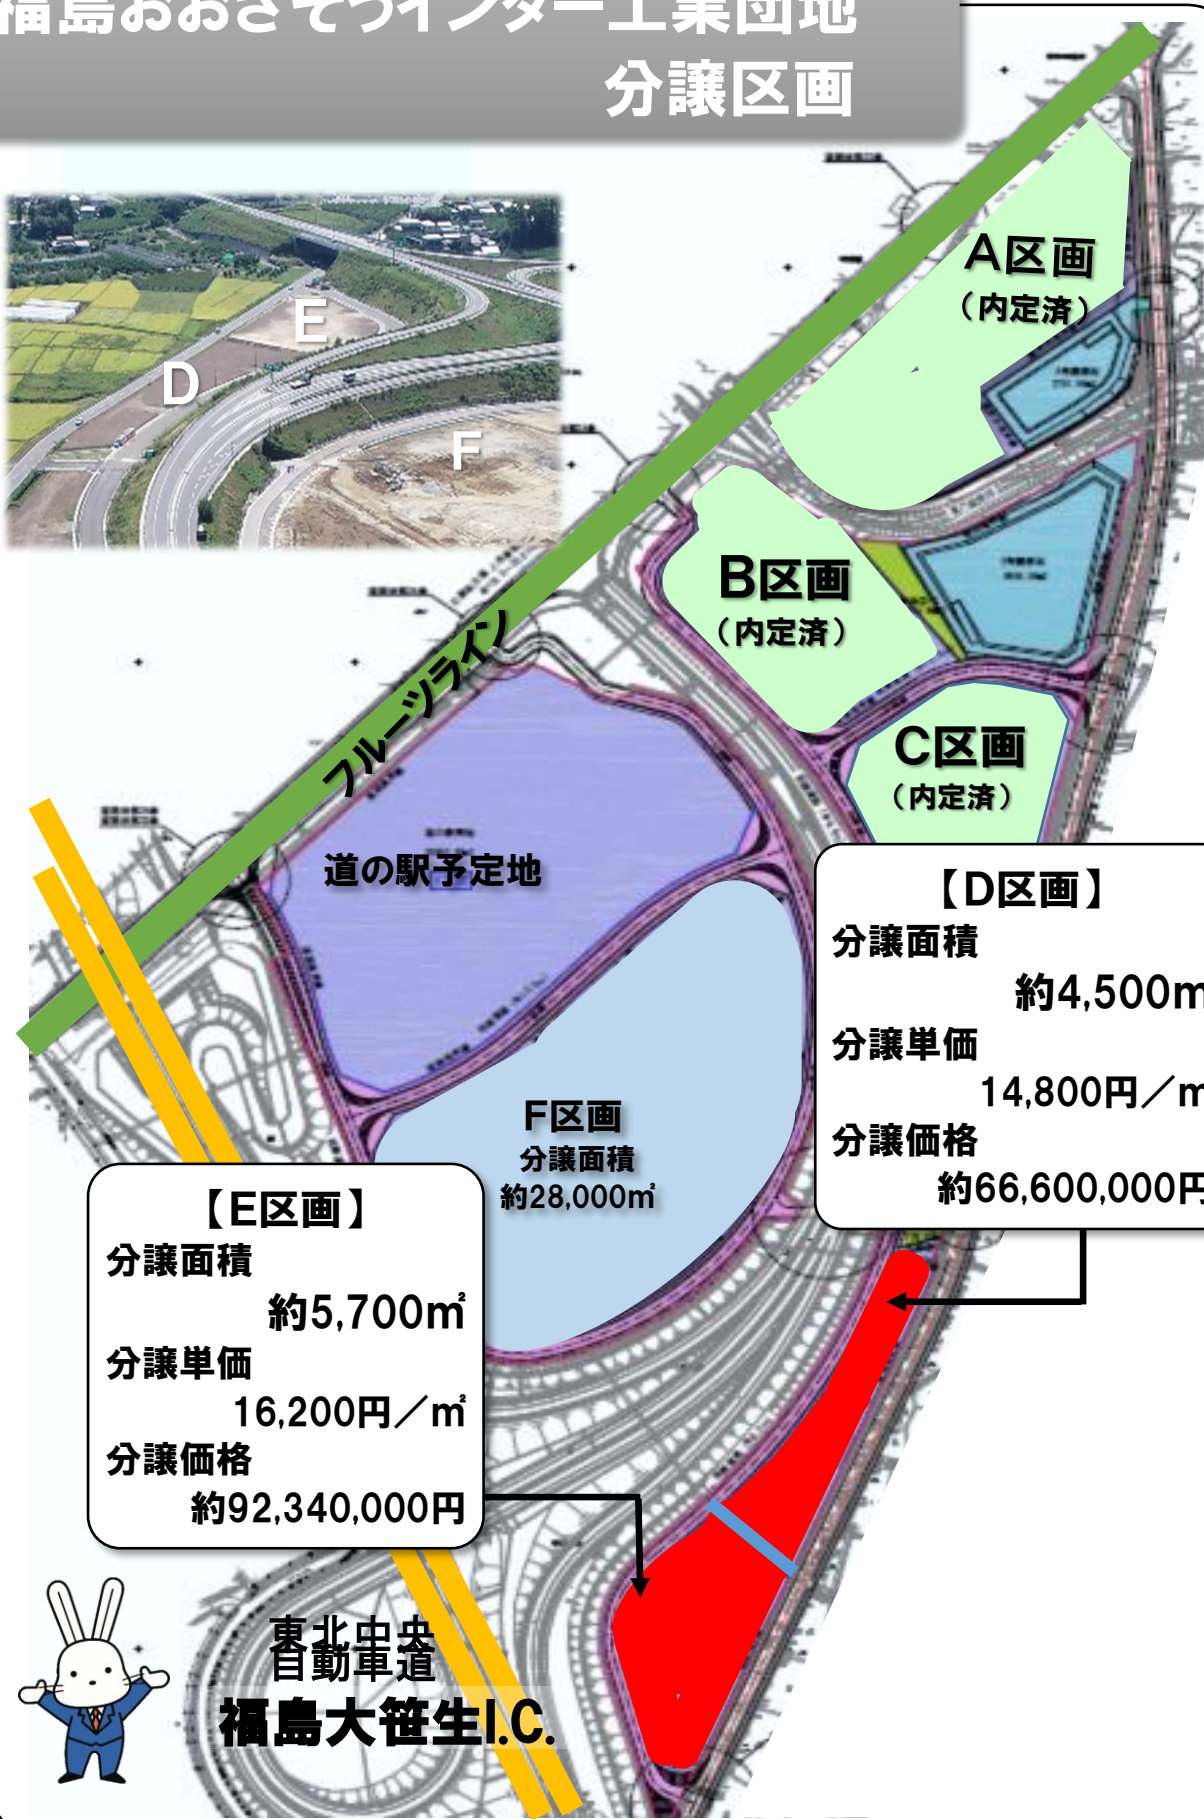 福島おおざそうインター工業団地
分譲区画
E
D
F
A区画
（内定済）
B区画
（内定済）
C区画
（内定済）
フルーツライン
道の駅予定地
【D区画】
分譲面積
約4,500m
分譲単価
14,800円／m
分譲価格
約66,600,000円
F区画
分譲面積
約28,000㎡
【E区画】
分譲面積
約5,700㎡
分譲単価
16,200円／㎡
分譲価格
約92,340,000円
東北中央
自動車道
福島大笹生I.C.